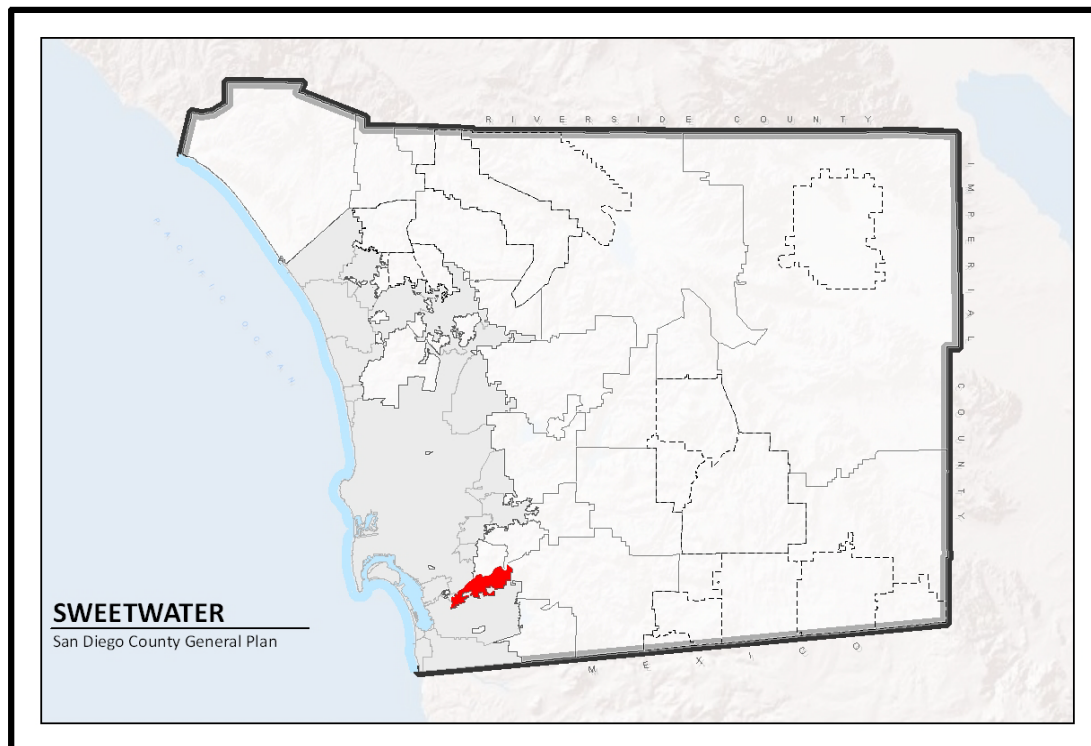 RIVERSIDE COUNTY
IMPERIAL COUNTY
PACIFIC OCEAN
SWEETWATER
San Diego County General Plan
MEXICO